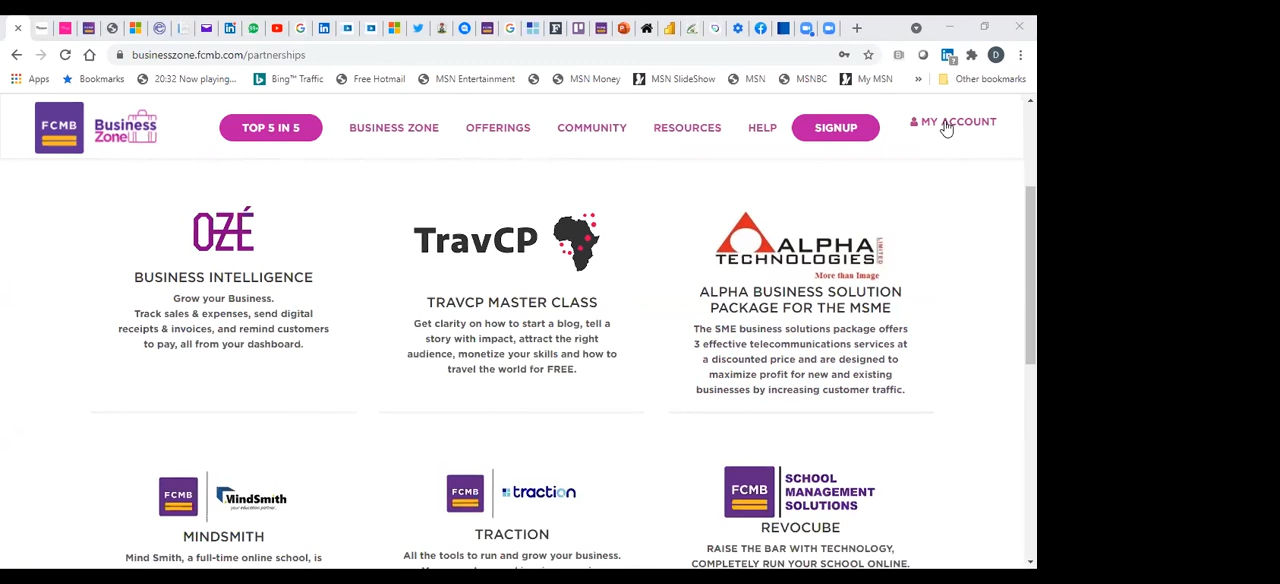 businesszone.fcmb.com/partnerships
D
Apps Bookmarks 20:32 Now playing... Bing™ Traffic Free Hotmail MSN Entertainment MSN Money MSN SlideShow MSN MSNBC My MSN » Other bookmarks
FCMB Business Zone
TOP 5 IN 5 BUSINESS ZONE OFFERINGS COMMUNITY RESOURCES HELP SIGNUP MY ACCOUNT
OZÉ
BUSINESS INTELLIGENCE
Grow your Business.
Track sales & expenses, send digital
receipts & invoices, and remind customers
to pay, all from your dashboard.
TravCP
TRAVCP MASTER CLASS
Get clarity on how to start a blog, tell a
story with impact, attract the right
audience, monetize your skills and how to
travel the world for FREE.
ALPHA
TECHNOLOGIES LIMITED
More than Image
ALPHA BUSINESS SOLUTION
PACKAGE FOR THE MSME
The SME business solutions package offers
3 effective telecommunications services at
a discounted price and are designed to
maximize profit for new and existing
businesses by increasing customer traffic.
FCMB MindSmith
your education partner.
MINDSMITH
Mind Smith, a full-time online school, is
FCMB traction
TRACTION
All the tools to run and grow your business.
FCMB SCHOOL
MANAGEMENT
SOLUTIONS
REVOCUBE
RAISE THE BAR WITH TECHNOLOGY,
COMPLETELY RUN YOUR SCHOOL ONLINE.